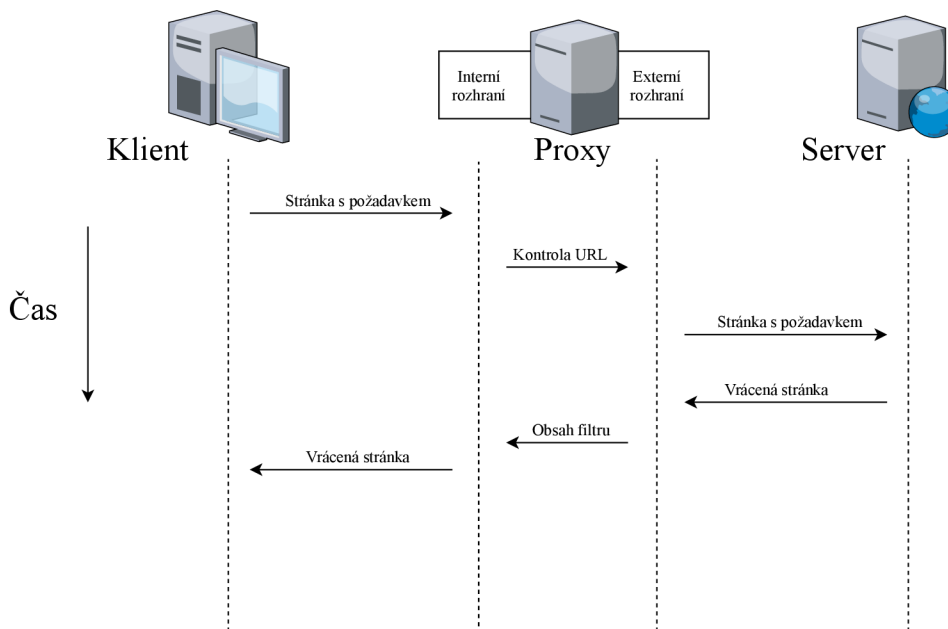 Interní
rozhraní
Externí
rozhraní
Klient
Proxy
Server
Stránka s požadavkem
Kontrola URL
Čas
Stránka s požadavkem
Vrácená stránka
Obsah filtru
Vrácená stránka